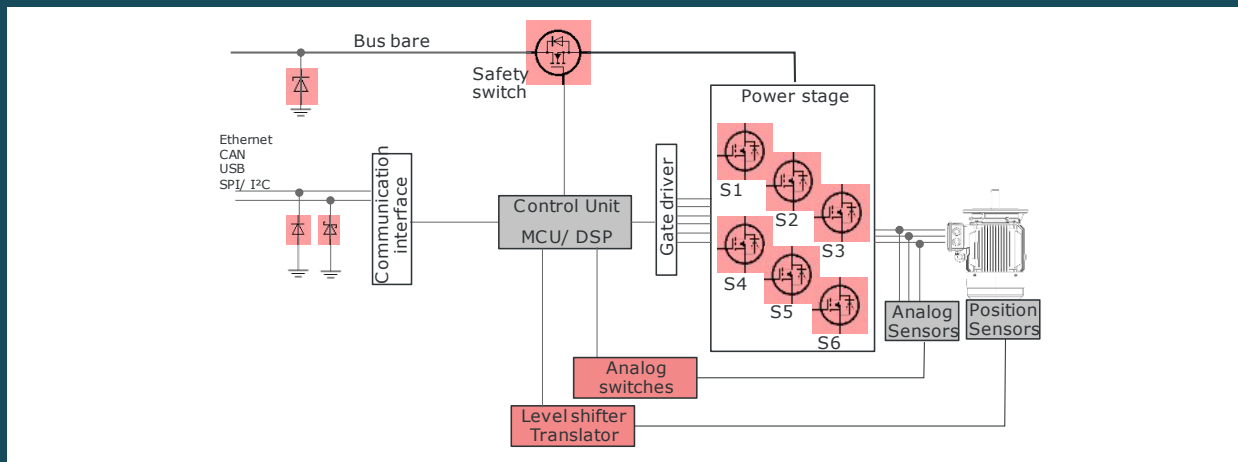 Bus bare
Safety
switch
Power stage
Ethernet
CAN
USB
SPI/ I²C
Communication
interface
Control Unit
MCU/ DSP
Gate driver
S1
S2
S3
S4
S5
S6
Analog
Sensors
Position
Sensors
Analog
switches
Level shifter
Translator